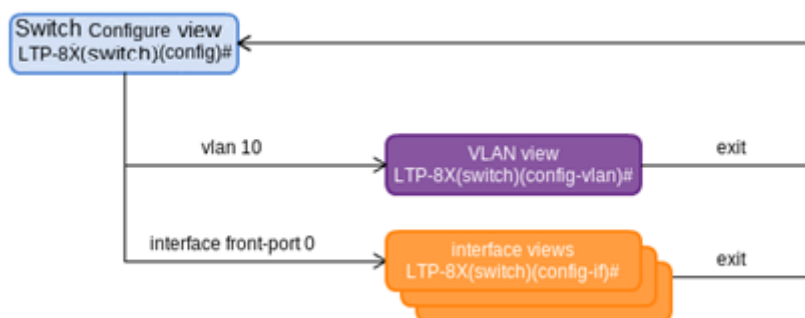 Switch Configure view
LTP-8X(switch)(config)#
vlan 10
VLAN view
LTP-8X(switch)(config-vlan)#
exit
interface front-port 0
interface views
LTP-8X(switch)(config-if)#
exit